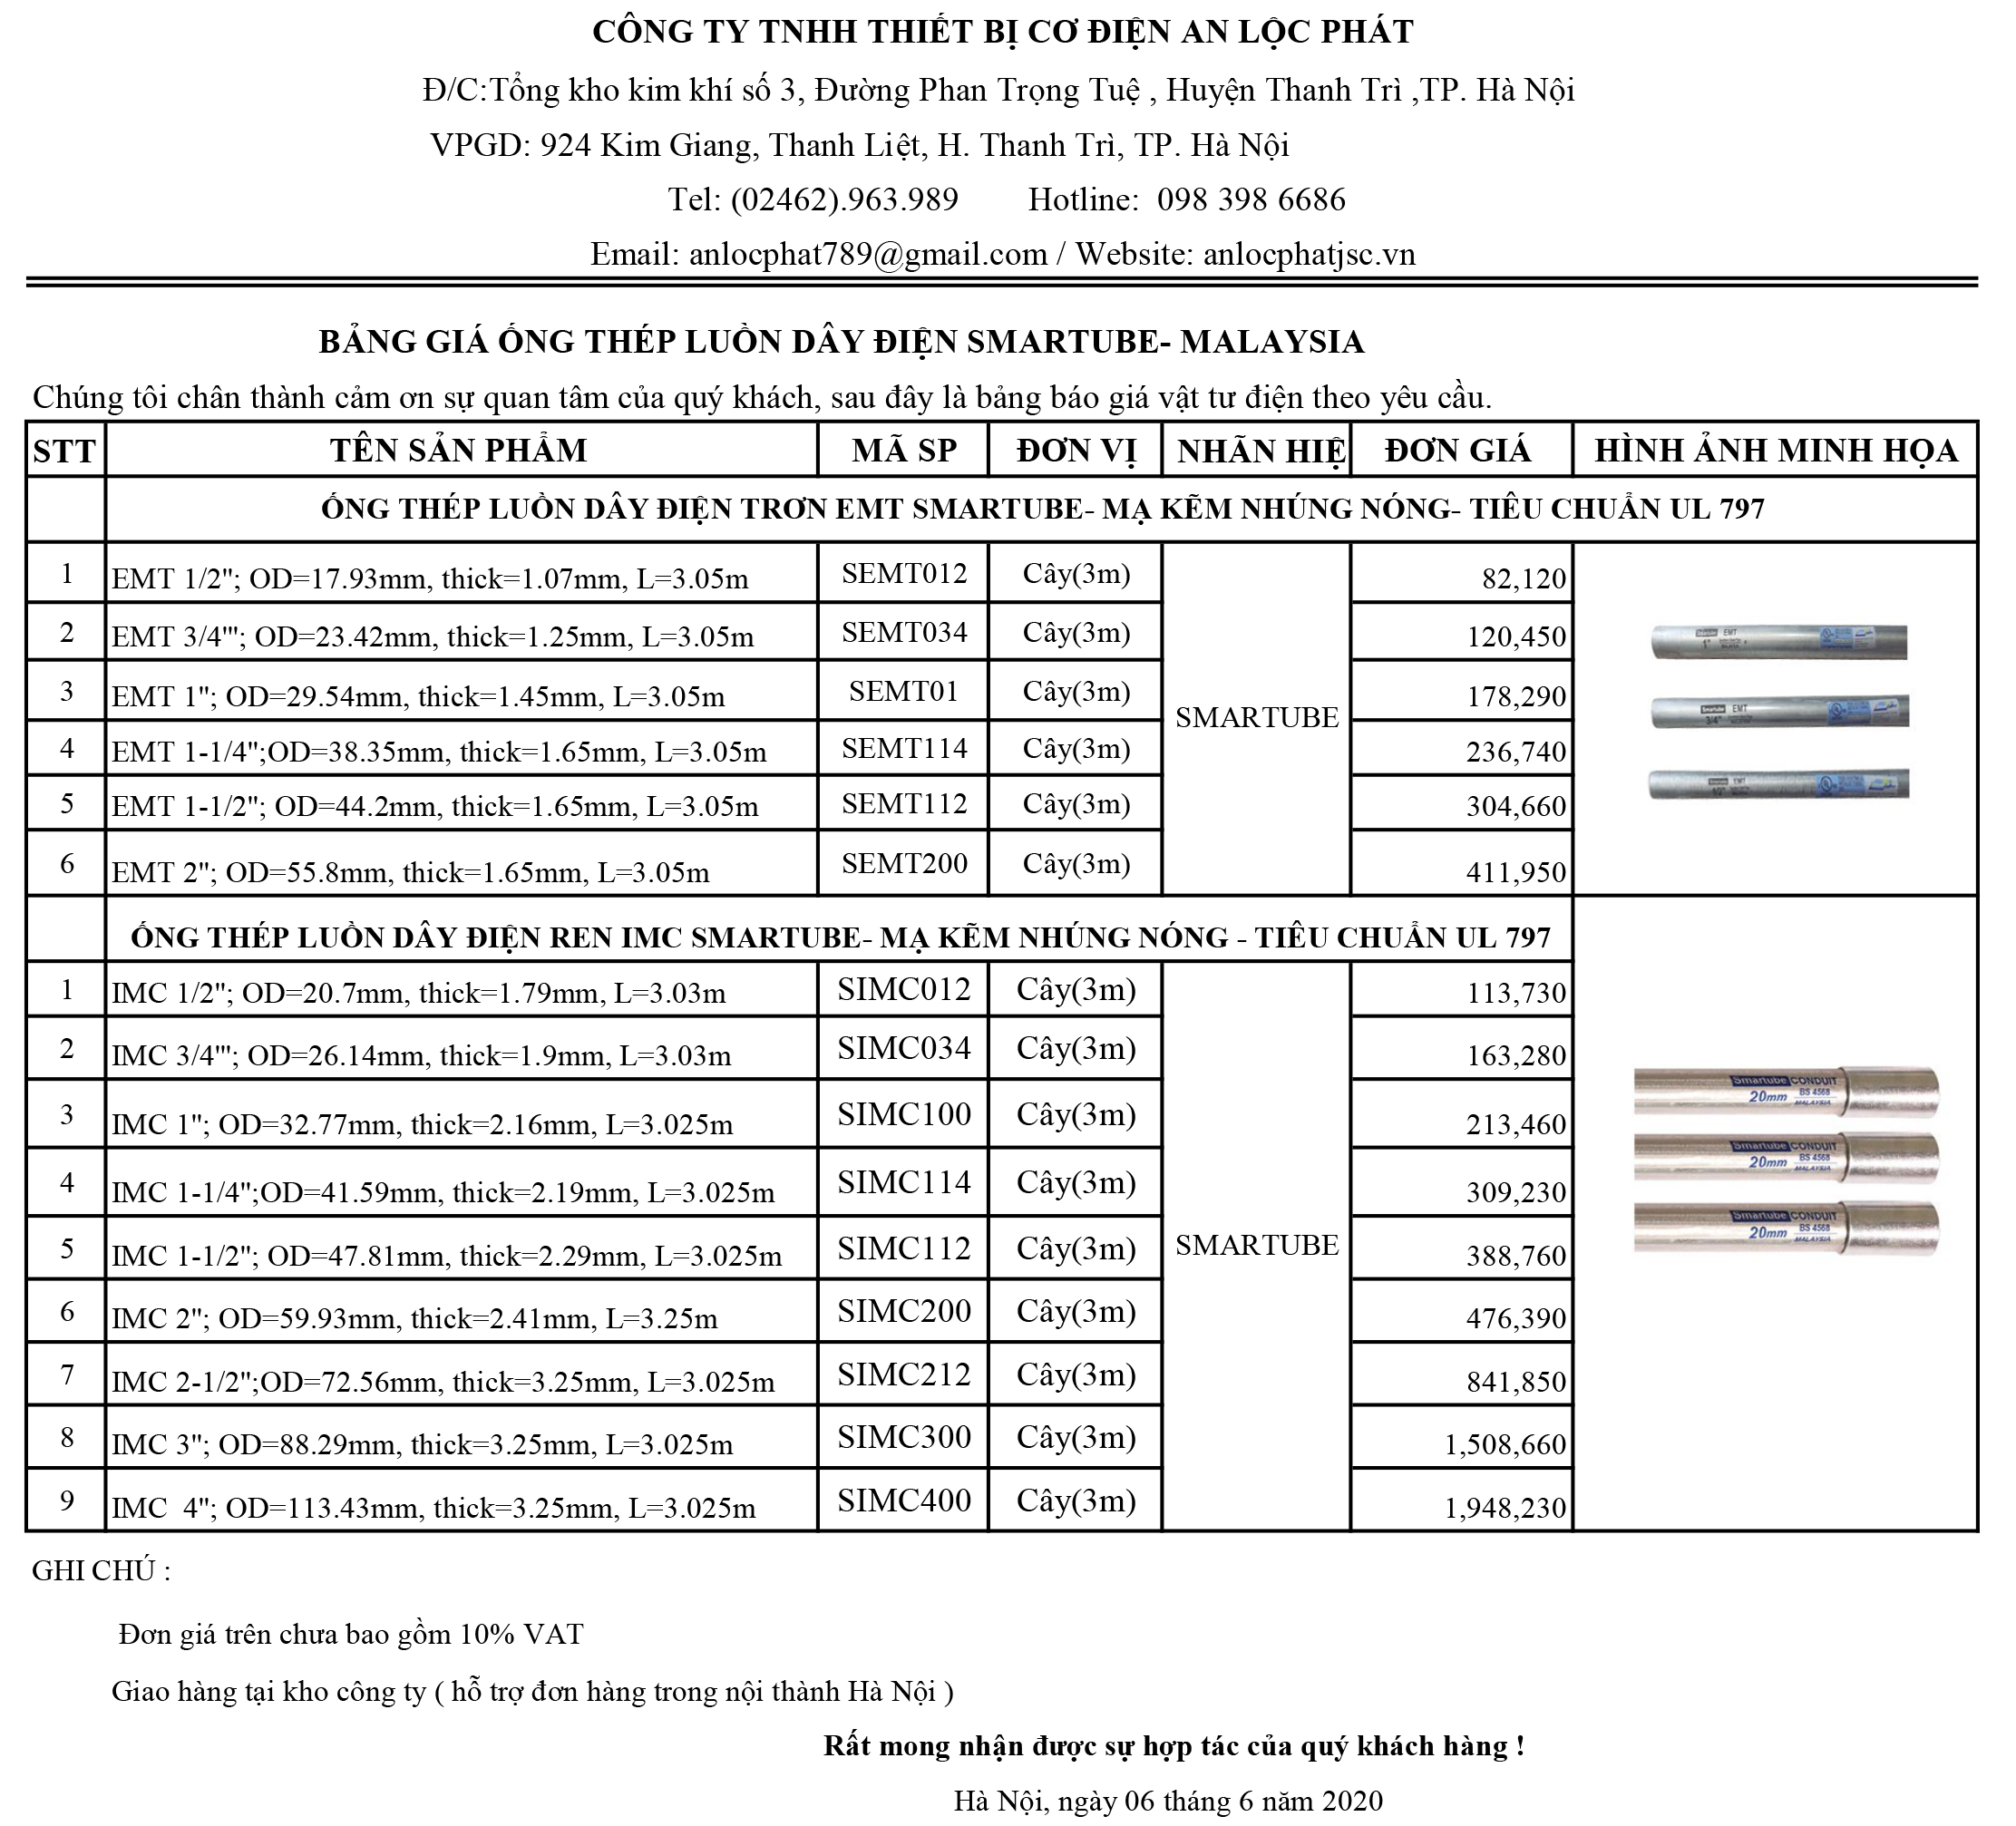 CÔNG TY TNHH THIẾT BỊ CƠ ĐIỆN AN LỘC PHÁT
Đ/C:Tổng kho kim khí số 3, Đường Phan Trọng Tuệ , Huyện Thanh Trì ,TP. Hà Nội
VPGD: 924 Kim Giang, Thanh Liệt, H. Thanh Trì, TP. Hà Nội
Tel: (02462).963.989 Hotline: 098 398 6686
Email: anlocphat789@gmail.com / Website: anlocphatjsc.vn
BẢNG GIÁ ỐNG THÉP LUỒN DÂY ĐIỆN SMARTUBE- MALAYSIA
Chúng tôi chân thành cảm ơn sự quan tâm của quý khách, sau đây là bảng báo giá vật tư điện theo yêu cầu.
STT TÊN SẢN PHẨM MÃ SP ĐƠN VỊ NHÃN HIỆ ĐƠN GIÁ HÌNH ẢNH MINH HỌA
ỐNG THÉP LUỒN DÂY ĐIỆN TRƠN EMT SMARTUBE- MẠ KẼM NHÚNG NÓNG- TIÊU CHUẨN UL 797
1 EMT 1/2"; OD=17.93mm, thick=1.07mm, L=3.05m SEMT012 Cây(3m) 82,120
2 EMT 3/4'"; OD=23.42mm, thick=1.25mm, L=3.05m SEMT034 Cây(3m) 120,450
3 EMT 1"; OD=29.54mm, thick=1.45mm, L=3.05m SEMT01 Cây(3m) 178,290
SMARTUBE
4 EMT 1-1/4";OD=38.35mm, thick=1.65mm, L=3.05m SEMT114 Cây(3m) 236,740
5 EMT 1-1/2"; OD=44.2mm, thick=1.65mm, L=3.05m SEMT112 Cây(3m) 304,660
6 EMT 2"; OD=55.8mm, thick=1.65mm, L=3.05m SEMT200 Cây(3m) 411,950
Smartube EMT
1"
Smartube EMT
3/4"
Smartube EMT
1/2"
ỐNG THÉP LUỒN DÂY ĐIỆN REN IMC SMARTUBE- MẠ KẼM NHÚNG NÓNG - TIÊU CHUẨN UL 797
1 IMC 1/2"; OD=20.7mm, thick=1.79mm, L=3.03m SIMC012 Cây(3m) 113,730
2 IMC 3/4'"; OD=26.14mm, thick=1.9mm, L=3.03m SIMC034 Cây(3m) 163,280
3 IMC 1"; OD=32.77mm, thick=2.16mm, L=3.025m SIMC100 Cây(3m) 213,460
4 IMC 1-1/4";OD=41.59mm, thick=2.19mm, L=3.025m SIMC114 Cây(3m) 309,230
5 IMC 1-1/2"; OD=47.81mm, thick=2.29mm, L=3.025m SIMC112 Cây(3m) SMARTUBE 388,760
6 IMC 2"; OD=59.93mm, thick=2.41mm, L=3.25m SIMC200 Cây(3m) 476,390
7 IMC 2-1/2";OD=72.56mm, thick=3.25mm, L=3.025m SIMC212 Cây(3m) 841,850
8 IMC 3"; OD=88.29mm, thick=3.25mm, L=3.025m SIMC300 Cây(3m) 1,508,660
9 IMC 4"; OD=113.43mm, thick=3.25mm, L=3.025m SIMC400 Cây(3m) 1,948,230
Smartube CONDUIT
20mm BS 4568
MALAYSIA
Smartube CONDUIT
20mm BS 4568
MALAYSIA
Smartube CONDUIT
20mm BS 4568
MALAYSIA
GHI CHÚ :
Đơn giá trên chưa bao gồm 10% VAT
Giao hàng tại kho công ty ( hỗ trợ đơn hàng trong nội thành Hà Nội )
Rất mong nhận được sự hợp tác của quý khách hàng !
Hà Nội, ngày 06 tháng 6 năm 2020